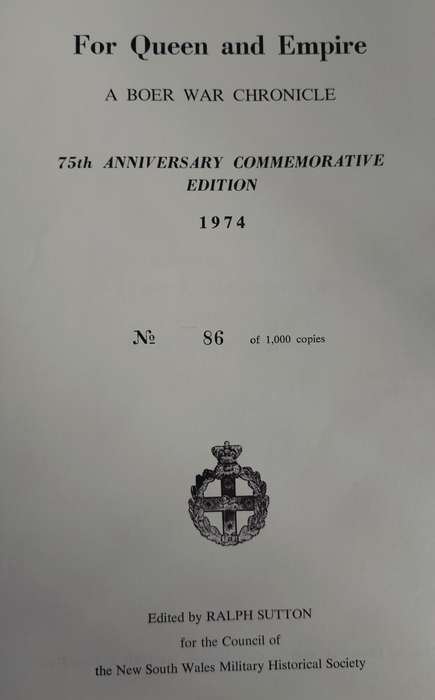 For Queen and Empire
A BOER WAR CHRONICLE
75th ANNIVERSARY COMMEMORATIVE
EDITION
1974
№ 86 of 1,000 copies
Edited by RALPH SUTTON
for the Council of
the New South Wales Military Historical Society